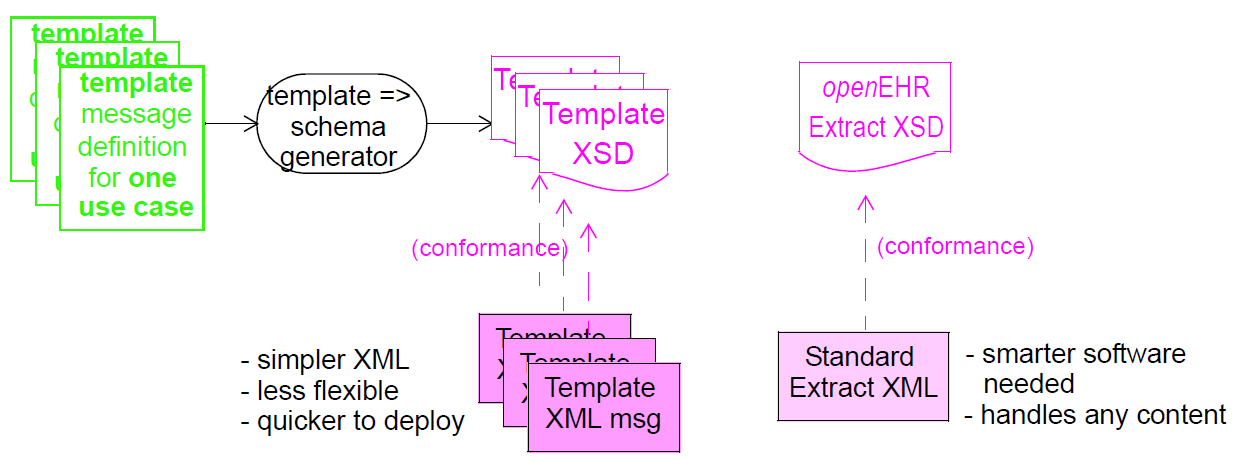 template
template
template
message
definition
for one
use case
template =>
schema
generator
Template
XSD
openEHR
Extract XSD
(conformance)
(conformance)
- simpler XML
- less flexible
- quicker to deploy
Template
Template
Template
XML msg
Standard
Extract XML
- smarter software
needed
- handles any content